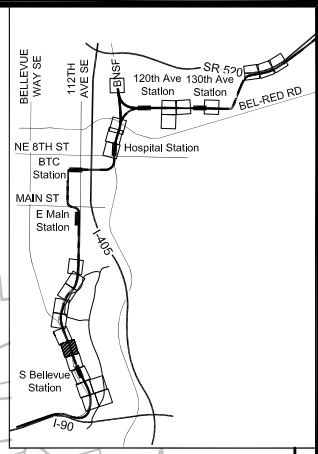 BELLEVUE
WAY SE
112TH
AVE SE
BNSF
SR 520
120th Ave
Station
130th Ave
Station
BEL-RED RD
NE 8TH ST
Hospital Station
BTC
Station
MAIN ST
E Main
Station
I-405
S Bellevue
Station
I-90